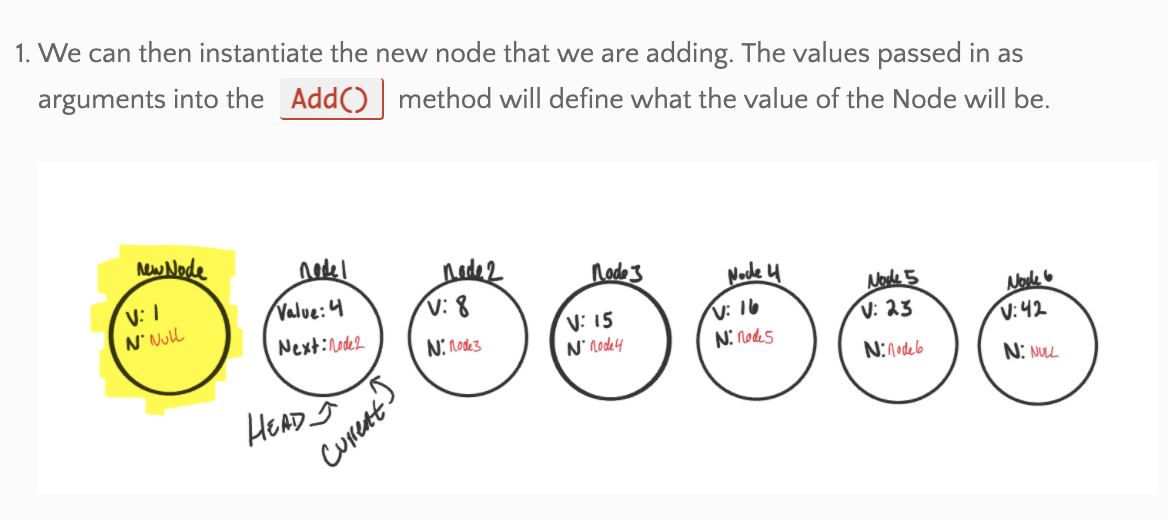 1. We can then instantiate the new node that we are adding. The values passed in as
arguments into the Add() method will define what the value of the Node will be.
New Node
V: 1
N: NULL
node1
Value: 4
Next: Node2
node2
V: 8
N: node3
Node3
V: 15
N: node4
Node 4
V: 16
N: node5
Node 5
V: 23
N: node6
Node 6
V: 42
N: NULL
HEAD
Current